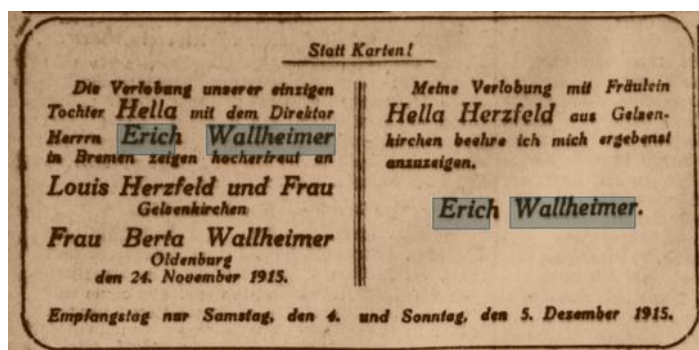 Statt Karten!
Die Verlobung unserer einzigen
Tochter Hella mit dem Direktor
Herrn Erich Wallheimer
in Bremen zeigen hocherfreut an
Louis Herzfeld und Frau
Gelsenkirchen
Frau Berta Wallheimer
Oldenburg
den 24. November 1915.
Meine Verlobung mit Fräulein
Hella Herzfeld aus Gelsen-
kirchen beehre ich mich ergebenst
anzuzeigen.
Erich Wallheimer.
Empfangstag nur Samstag, den 4. und Sonntag, den 5. Dezember 1915.